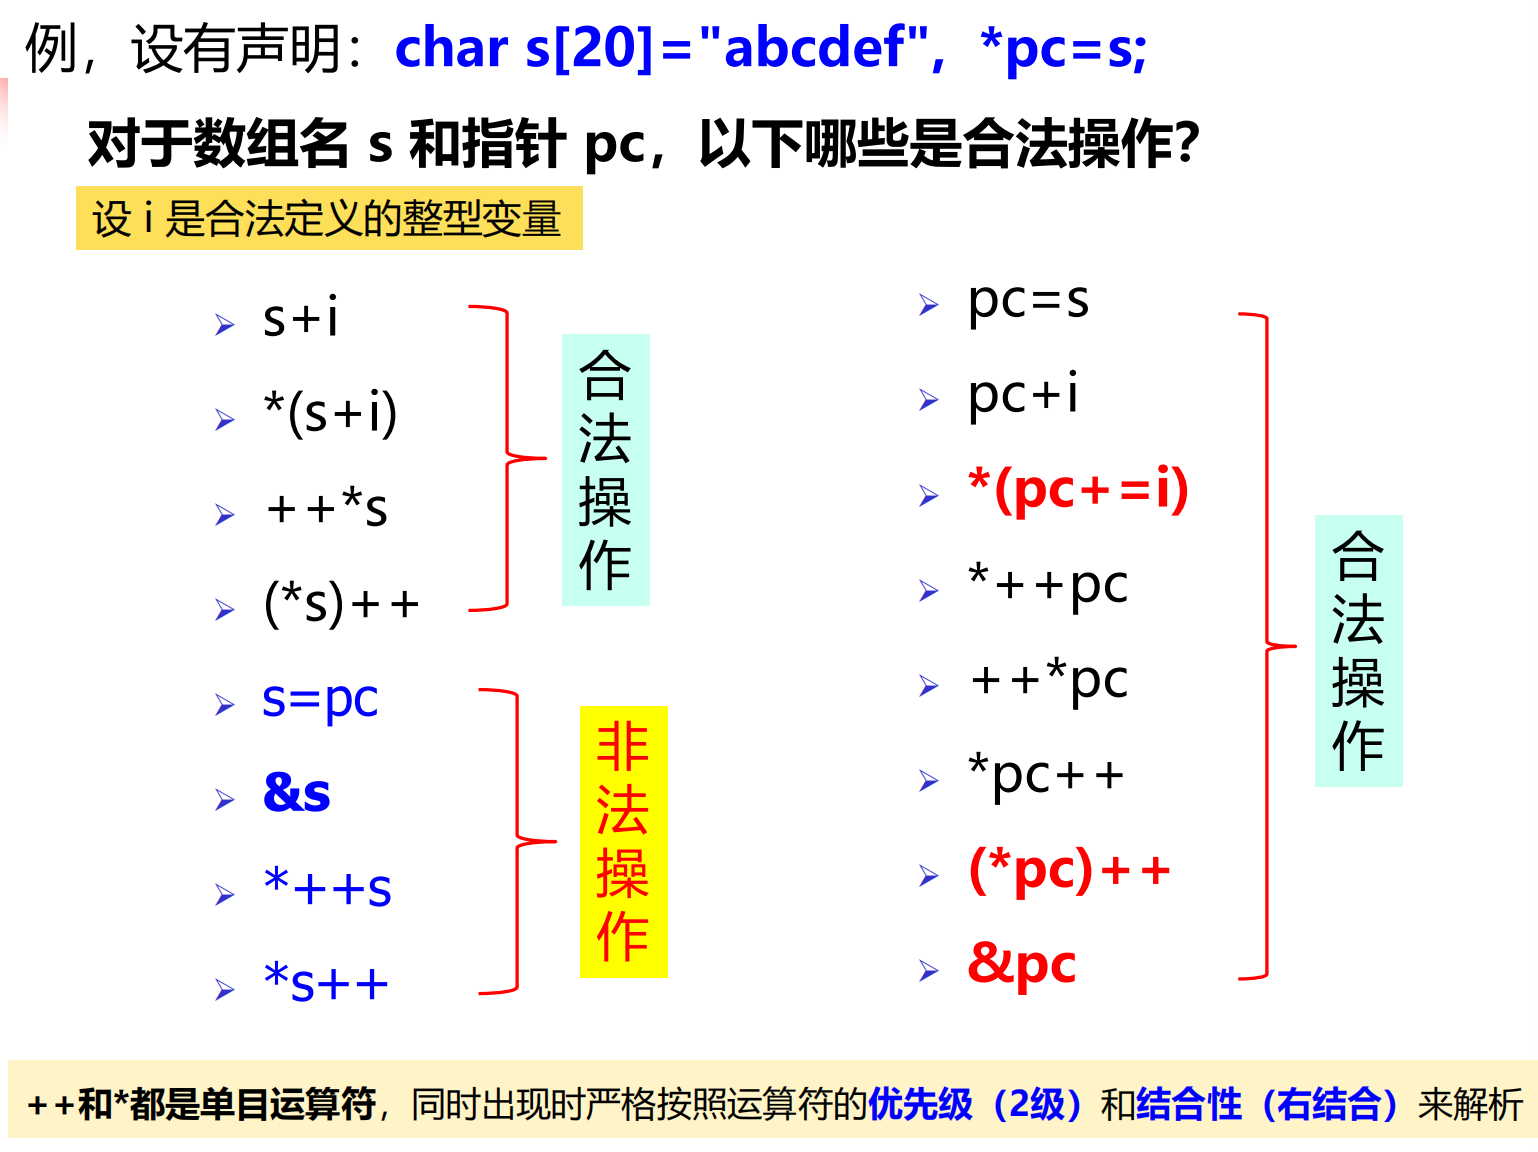 例，设有声明：char s[20]="abcdef", *pc=s;
对于数组名 s 和指针 pc，以下哪些是合法操作？
设 i 是合法定义的整型变量
s+i
*(s+i)
++*s
(*s)++
合法操作
s=pc
&s
*++s
*s++
非法操作
pc=s
pc+i
*(pc+=i)
*++pc
++*pc
*pc++
(*pc)++
&pc
合法操作
++和*都是单目运算符，同时出现时严格按照运算符的优先级（2级）和结合性（右结合）来解析